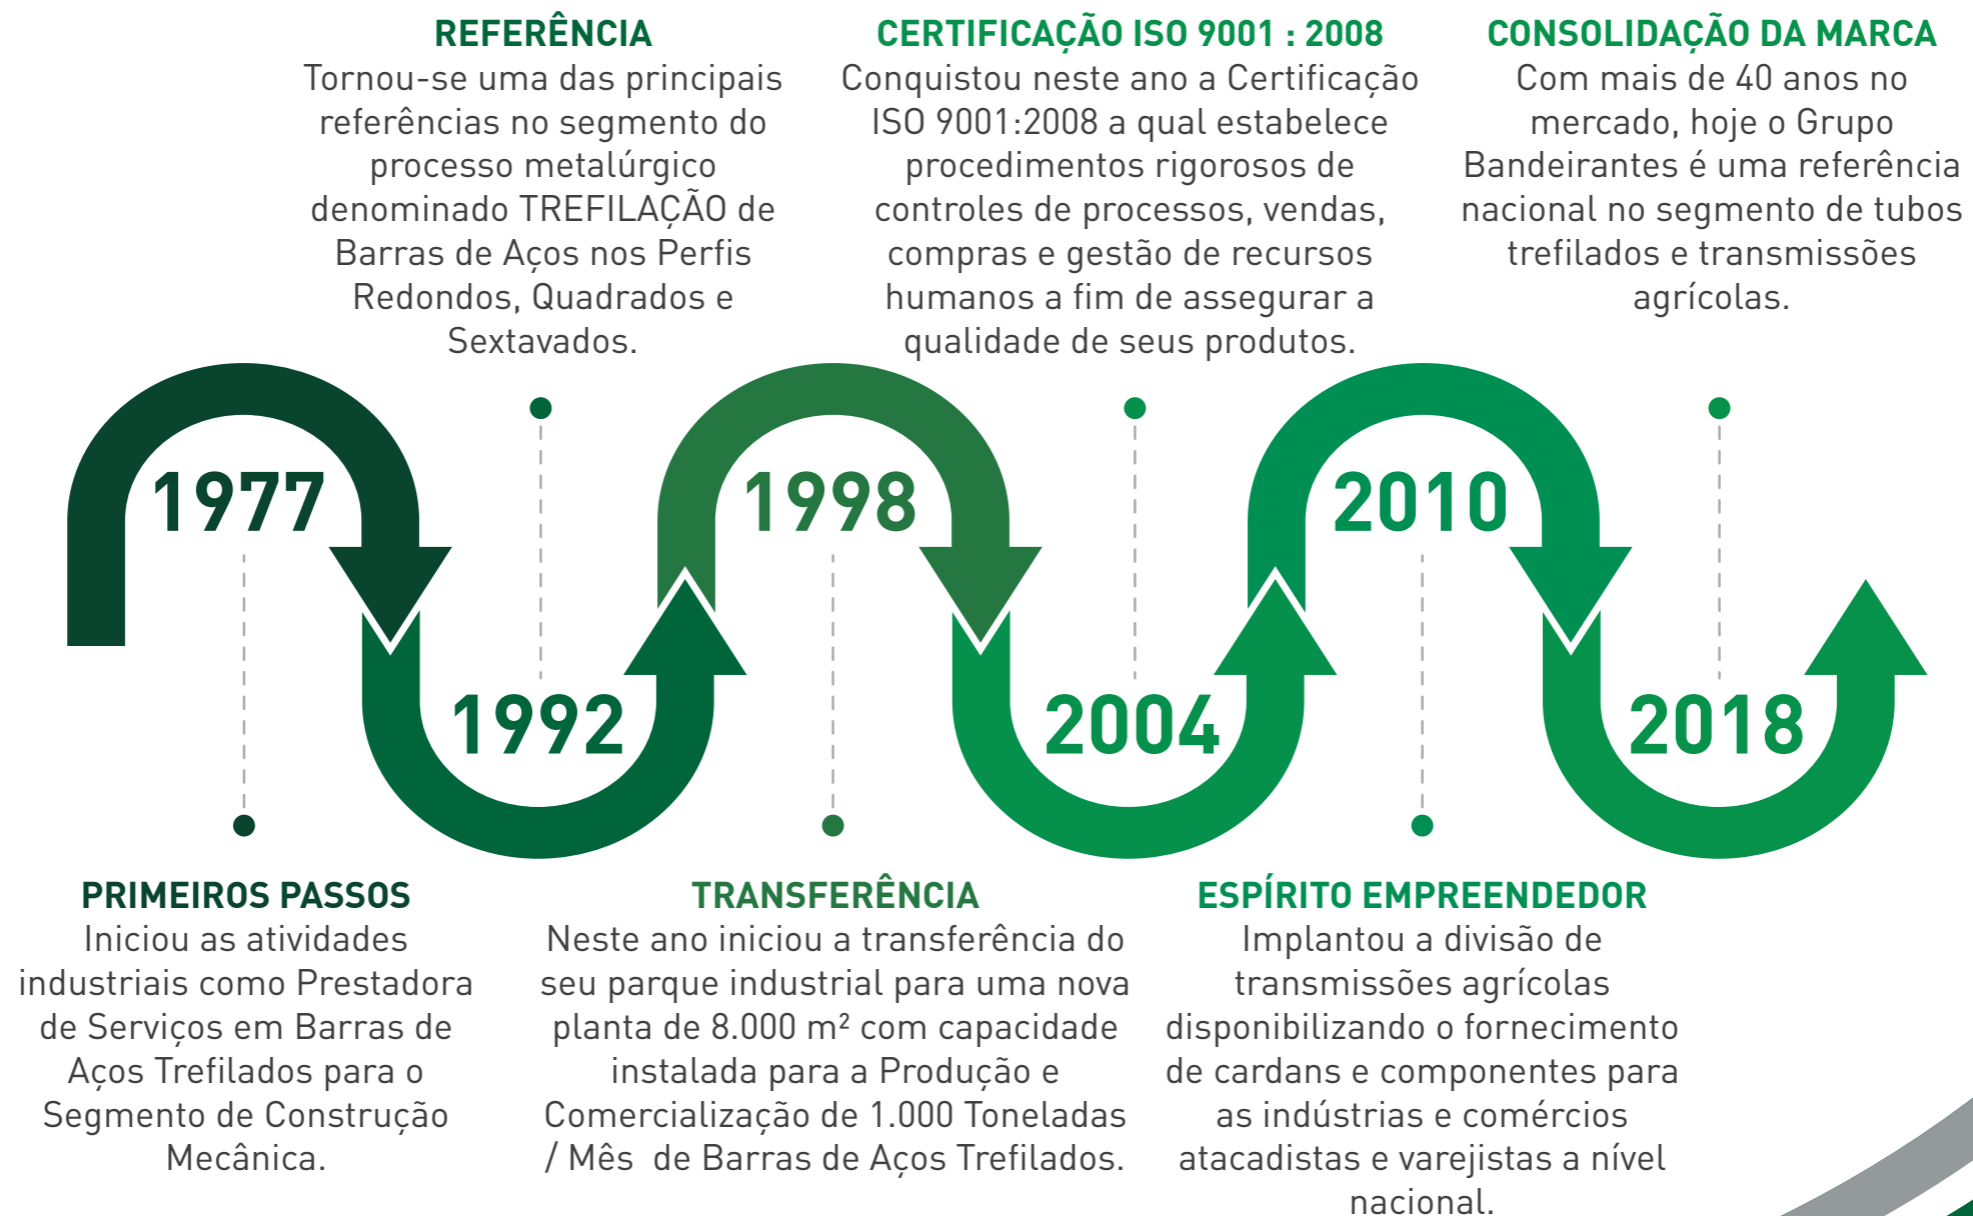 REFERÊNCIA
Tornou-se uma das principais
referências no segmento do
processo metalúrgico
denominado TREFILAÇÃO de
Barras de Aços nos Perfis
Redondos, Quadrados e
Sextavados.
CERTIFICAÇÃO ISO 9001 : 2008
Conquistou neste ano a Certificação
ISO 9001:2008 a qual estabelece
procedimentos rigorosos de
controles de processos, vendas,
compras e gestão de recursos
humanos a fim de assegurar a
qualidade de seus produtos.
CONSOLIDAÇÃO DA MARCA
Com mais de 40 anos no
mercado, hoje o Grupo
Bandeirantes é uma referência
nacional no segmento de tubos
trefilados e transmissões
agrícolas.
1977
1992
1998
2004
2010
2018
PRIMEIROS PASSOS
Iniciou as atividades
industriais como Prestadora
de Serviços em Barras de
Aços Trefilados para o
Segmento de Construção
Mecânica.
TRANSFERÊNCIA
Neste ano iniciou a transferência do
seu parque industrial para uma nova
planta de 8.000 m² com capacidade
instalada para a Produção e
Comercialização de 1.000 Toneladas
/ Mês de Barras de Aços Trefilados.
ESPÍRITO EMPREENDEDOR
Implantou a divisão de
transmissões agrícolas
disponibilizando o fornecimento
de cardans e componentes para
as indústrias e comércios
atacadistas e varejistas a nível
nacional.